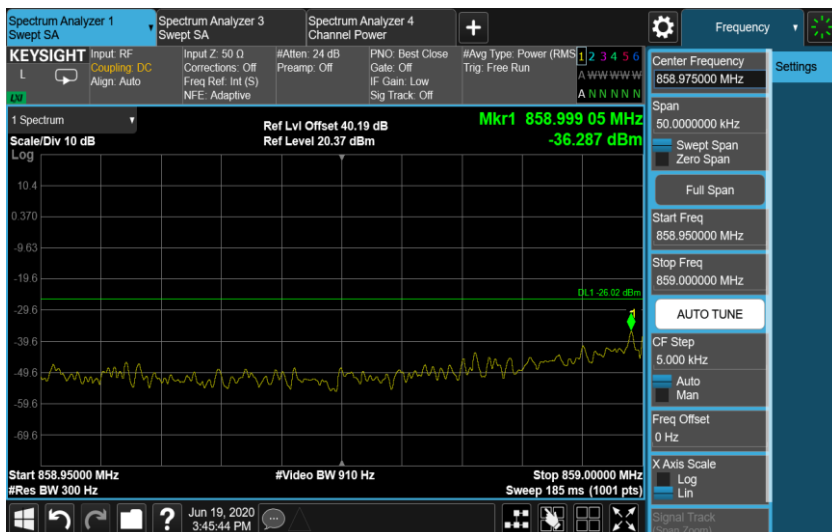 Spectrum Analyzer 1
Swept SA
Spectrum Analyzer 3
Swept SA
Spectrum Analyzer 4
Channel Power
Frequency
KEYSIGHT
L
LXI
Input: RF
Coupling: DC
Align: Auto
Input Z: 50 Ω
Corrections: Off
Freq Ref: Int (S)
NFE: Adaptive
#Atten: 24 dB
Preamp: Off
PNO: Best Close
Gate: Off
IF Gain: Low
Sig Track: Off
#Avg Type: Power (RMS
Trig: Free Run
1 2 3 4 5 6
A W W W W W
A N N N N N
1 Spectrum
Scale/Div 10 dB
Log
Ref Lvl Offset 40.19 dB
Ref Level 20.37 dBm
Mkr1 858.999 05 MHz
-36.287 dBm
10.4
0.370
-9.63
-19.6
DL1 -26.02 dBm
-29.6
1
-39.6
-49.6
-59.6
-69.6
Start 858.95000 MHz
#Res BW 300 Hz
#Video BW 910 Hz
Stop 859.00000 MHz
Sweep 185 ms (1001 pts)
?
Jun 19, 2020
3:45:44 PM
Center Frequency
858.975000 MHz
Settings
Span
50.0000000 kHz
Swept Span
Zero Span
Full Span
Start Freq
858.950000 MHz
Stop Freq
859.000000 MHz
AUTO TUNE
CF Step
5.000 kHz
Auto
Man
Freq Offset
0 Hz
X Axis Scale
Log
Lin
Signal Track
(Span Zoom)